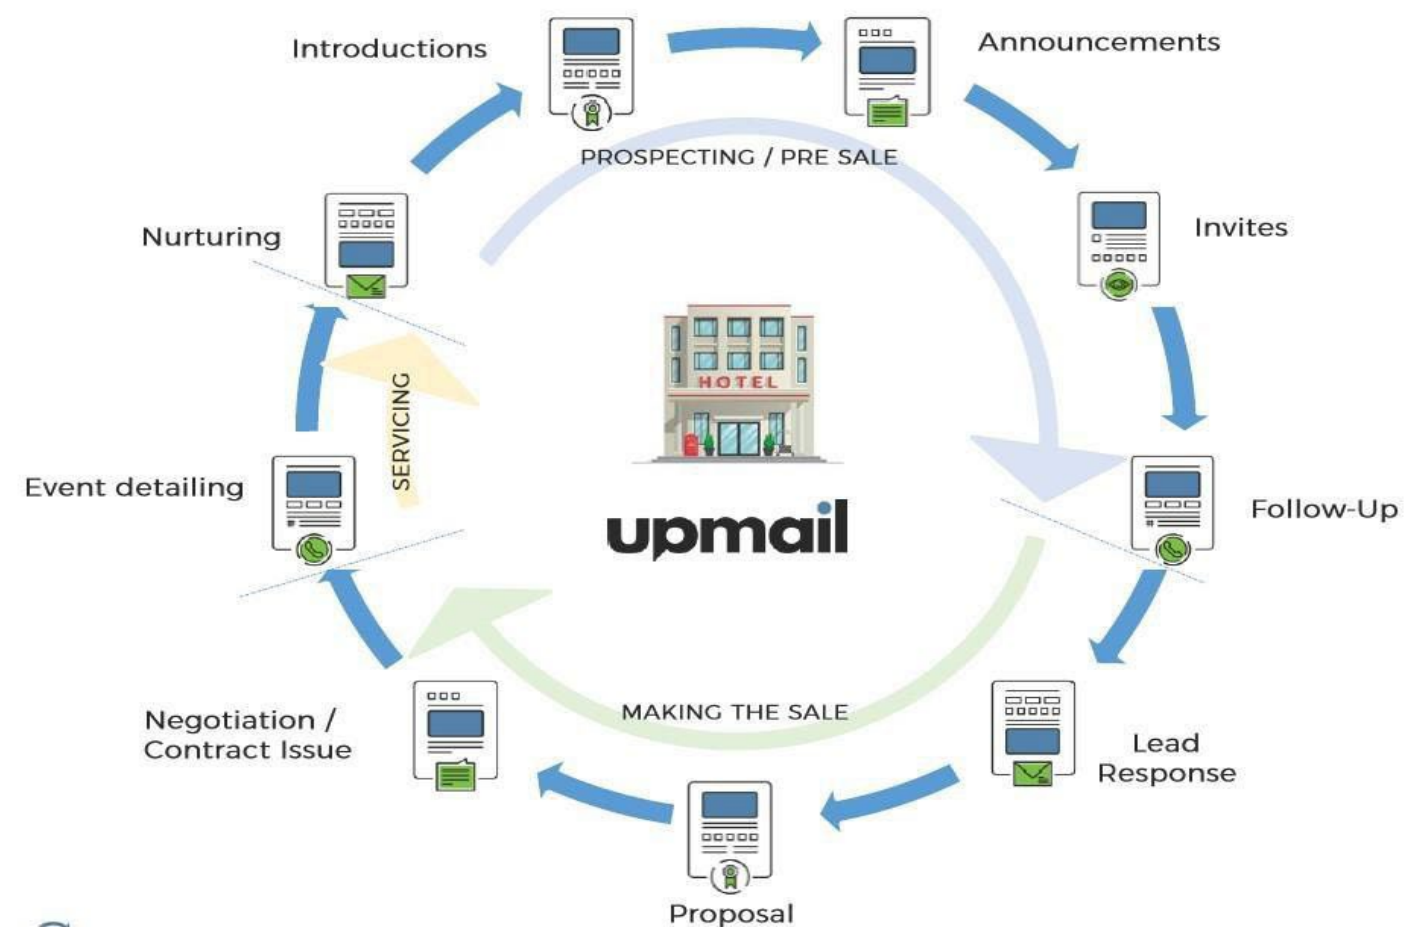 Introductions
Announcements
PROSPECTING / PRE SALE
Nurturing
Invites
HOTEL
SERVICING
Event detailing
Follow-Up
upmail
MAKING THE SALE
Negotiation /
Contract Issue
Lead
Response
Proposal